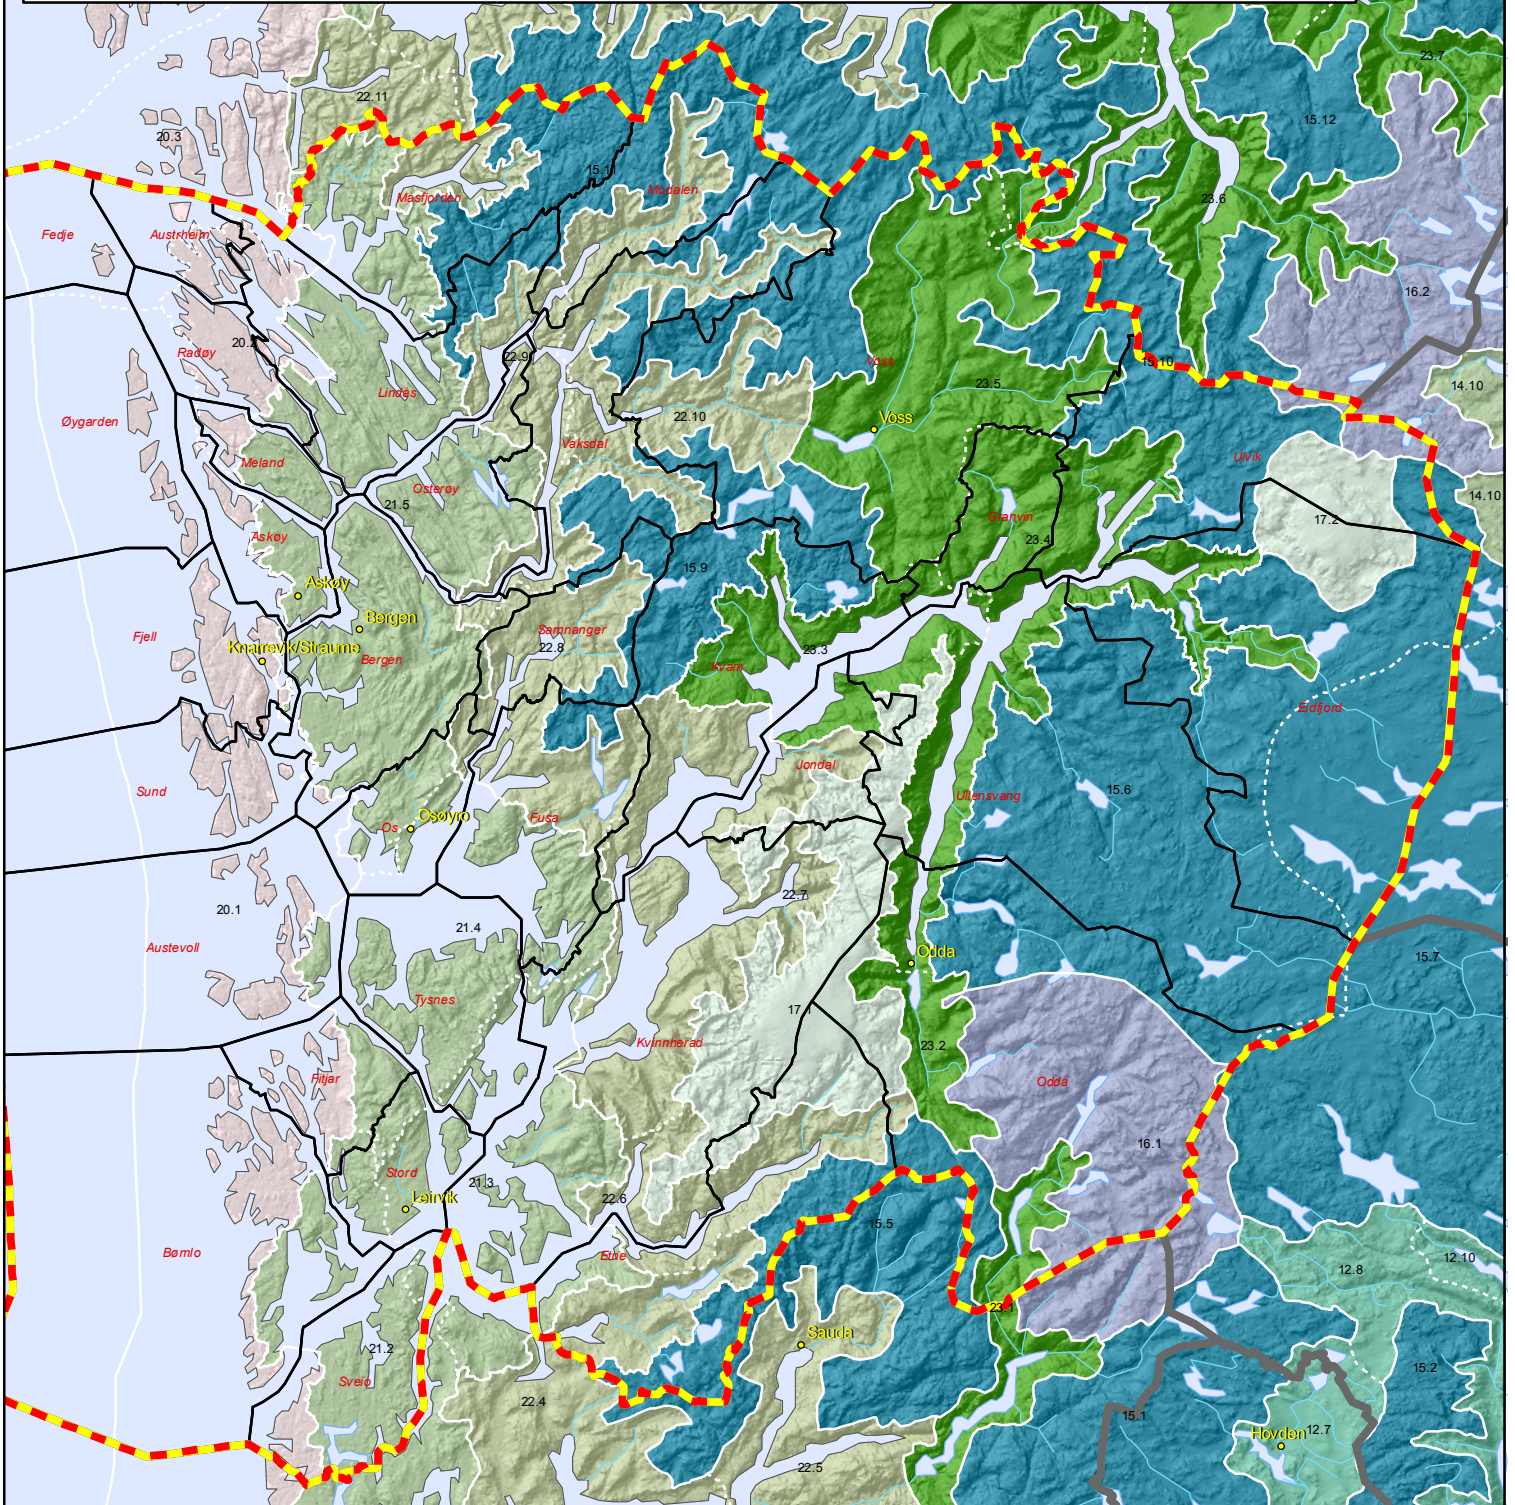 23.7
22.11
15.12
20.3
15.11
Modalen
Masfjorden
23.6
Fedje
Austrheim
16.2
20.2
Radøy
22.9
Voss
15.10
23.5
14.10
Lindås
22.10
Voss
Øygarden
Vaksdal
Ulvik
Meland
Osterøy
14.10
21.5
Granvin
17.2
Askøy
23.4
15.9
Askøy
Bergen
Samnanger
Fjell
Knarrevik/Straume
22.8
23.3
Bergen
Kvam
Eidfjord
Jondal
Sund
15.6
Ullensvang
Osøyro
Fusa
Os
22.7
20.1
21.4
Austevoll
Odda
15.7
Tysnes
17.1
Kvinnherad
23.2
Fitjar
Odda
16.1
Stord
21.3
Leirvik
22.6
15.5
Bømlo
Etne
12.10
12.8
23.1
Sauda
21.2
15.2
Sveio
22.4
15.1
Hovden
12.7
22.5